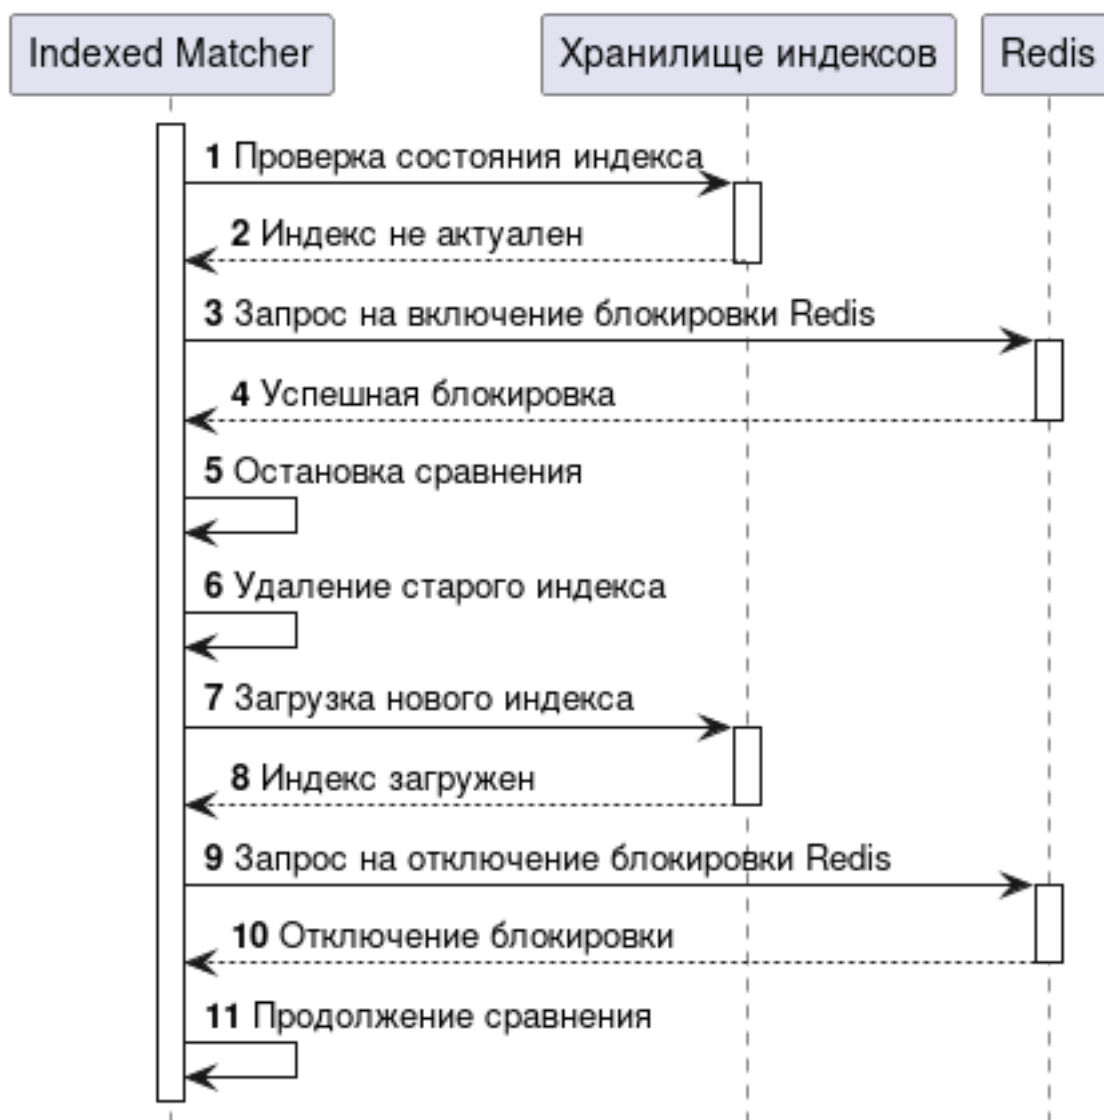 Indexed Matcher
Хранилище индексов
Redis
1 Проверка состояния индекса
2 Индекс не актуален
3 Запрос на включение блокировки Redis
4 Успешная блокировка
5 Остановка сравнения
6 Удаление старого индекса
7 Загрузка нового индекса
8 Индекс загружен
9 Запрос на отключение блокировки Redis
10 Отключение блокировки
11 Продолжение сравнения